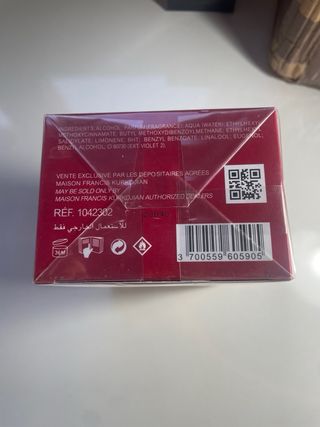 INGREDIENTS: ALCOHOL, PARFUM (FRAGRANCE), AQUA (WATER), ETHYLHEXYL
METHOXYCINNAMATE, BUTYL METHOXYDIBENZOYLMETHANE, ETHYLHEXYL
SALICYLATE, LIMONENE, BHT, BENZYL BENZOATE, LINALOOL, EUGENOL,
BENZYL ALCOHOL, CI 60730 (EXT. VIOLET 2).
VENTE EXCLUSIVE PAR LES DÉPOSITAIRES AGRÉÉS
MAISON FRANCIS KURKDJIAN
MAY BE SOLD ONLY BY
MAISON FRANCIS KURKDJIAN AUTHORIZED DEALERS
RÉF. 1042302
للاستعمال الخارجي فقط
36M
3 700559 605905